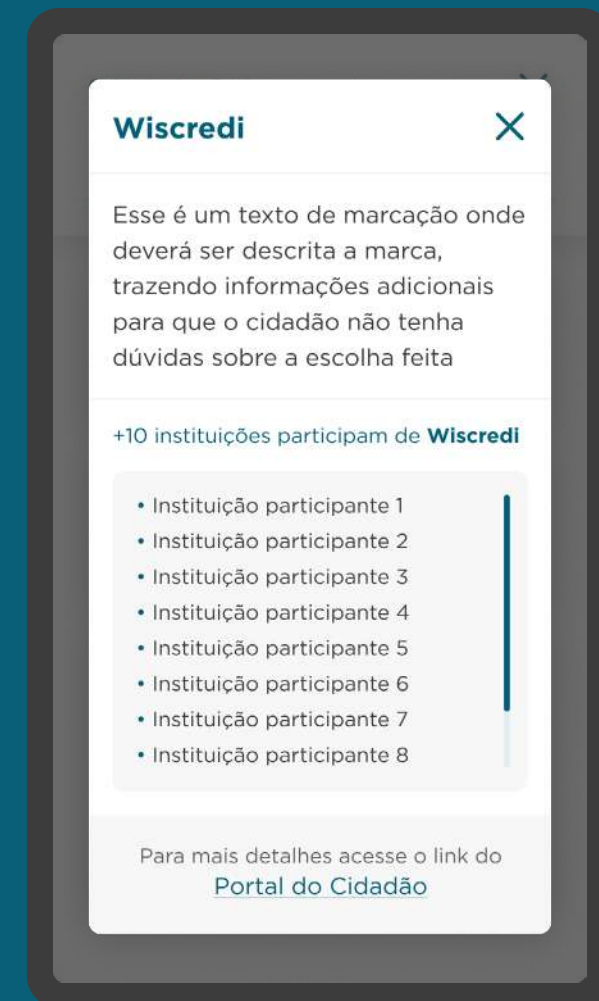 Wiscredi
Esse é um texto de marcação onde
deverá ser descrita a marca,
trazendo informações adicionais
para que o cidadão não tenha
dúvidas sobre a escolha feita
+10 instituições participam de Wiscredi
• Instituição participante 1
• Instituição participante 2
• Instituição participante 3
• Instituição participante 4
• Instituição participante 5
• Instituição participante 6
• Instituição participante 7
• Instituição participante 8
Para mais detalhes acesse o link do
Portal do Cidadão